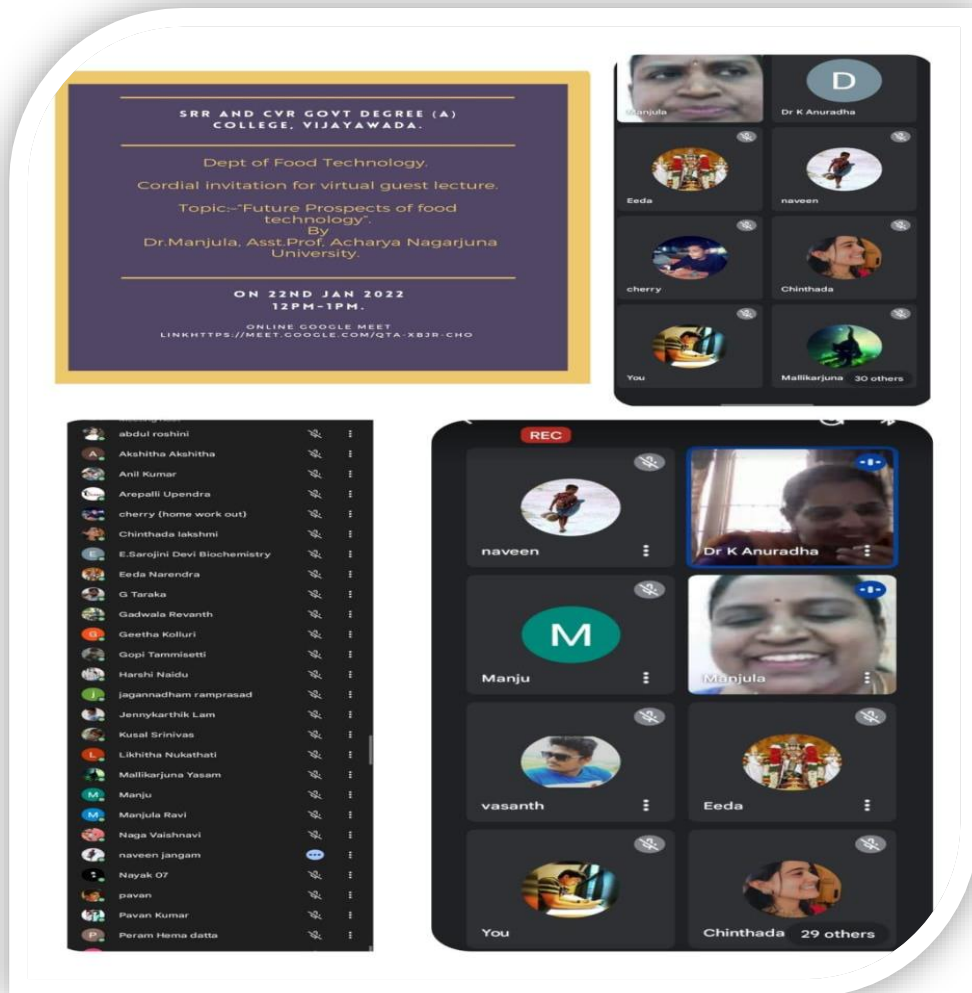 SRR AND CVR GOVT DEGREE (A)
COLLEGE, VIJAYAWADA.
Dept of Food Technology.
Cordial invitation for virtual guest lecture.
Topic:-"Future Prospects of food
technology".
By
Dr.Manjula, Asst.Prof, Acharya Nagarjuna
University.
ON 22ND JAN 2022
12PM-1PM.
ONLINE GOOGLE MEET
LINKHTTPS://MEET.GOOGLE.COM/QTA-XBJR-CHO
Manjula
D
Dr K Anuradha
Eeda
naveen
cherry
Chinthada
You
Mallikarjuna
30 others
abdul roshini
A
Akshitha Akshitha
Anil Kumar
Arepalli Upendra
cherry {home work out}
Chinthada lakshmi
E
E.Sarojini Devi Biochemistry
Eeda Narendra
G Taraka
Gadwala Revanth
G
Geetha Kolluri
Gopi Tammisetti
Harshi Naidu
j
jagannadham ramprasad
Jennykarthik Lam
Kusal Srinivas
L
Likhitha Nukathati
Mallikarjuna Yasam
M
Manju
M
Manjula Ravi
Naga Vaishnavi
naveen jangam
Nayak 07
pavan
Pavan Kumar
P
Peram Hema datta
REC
naveen
Dr K Anuradha
M
Manju
Manjula
vasanth
Eeda
You
Chinthada
29 others